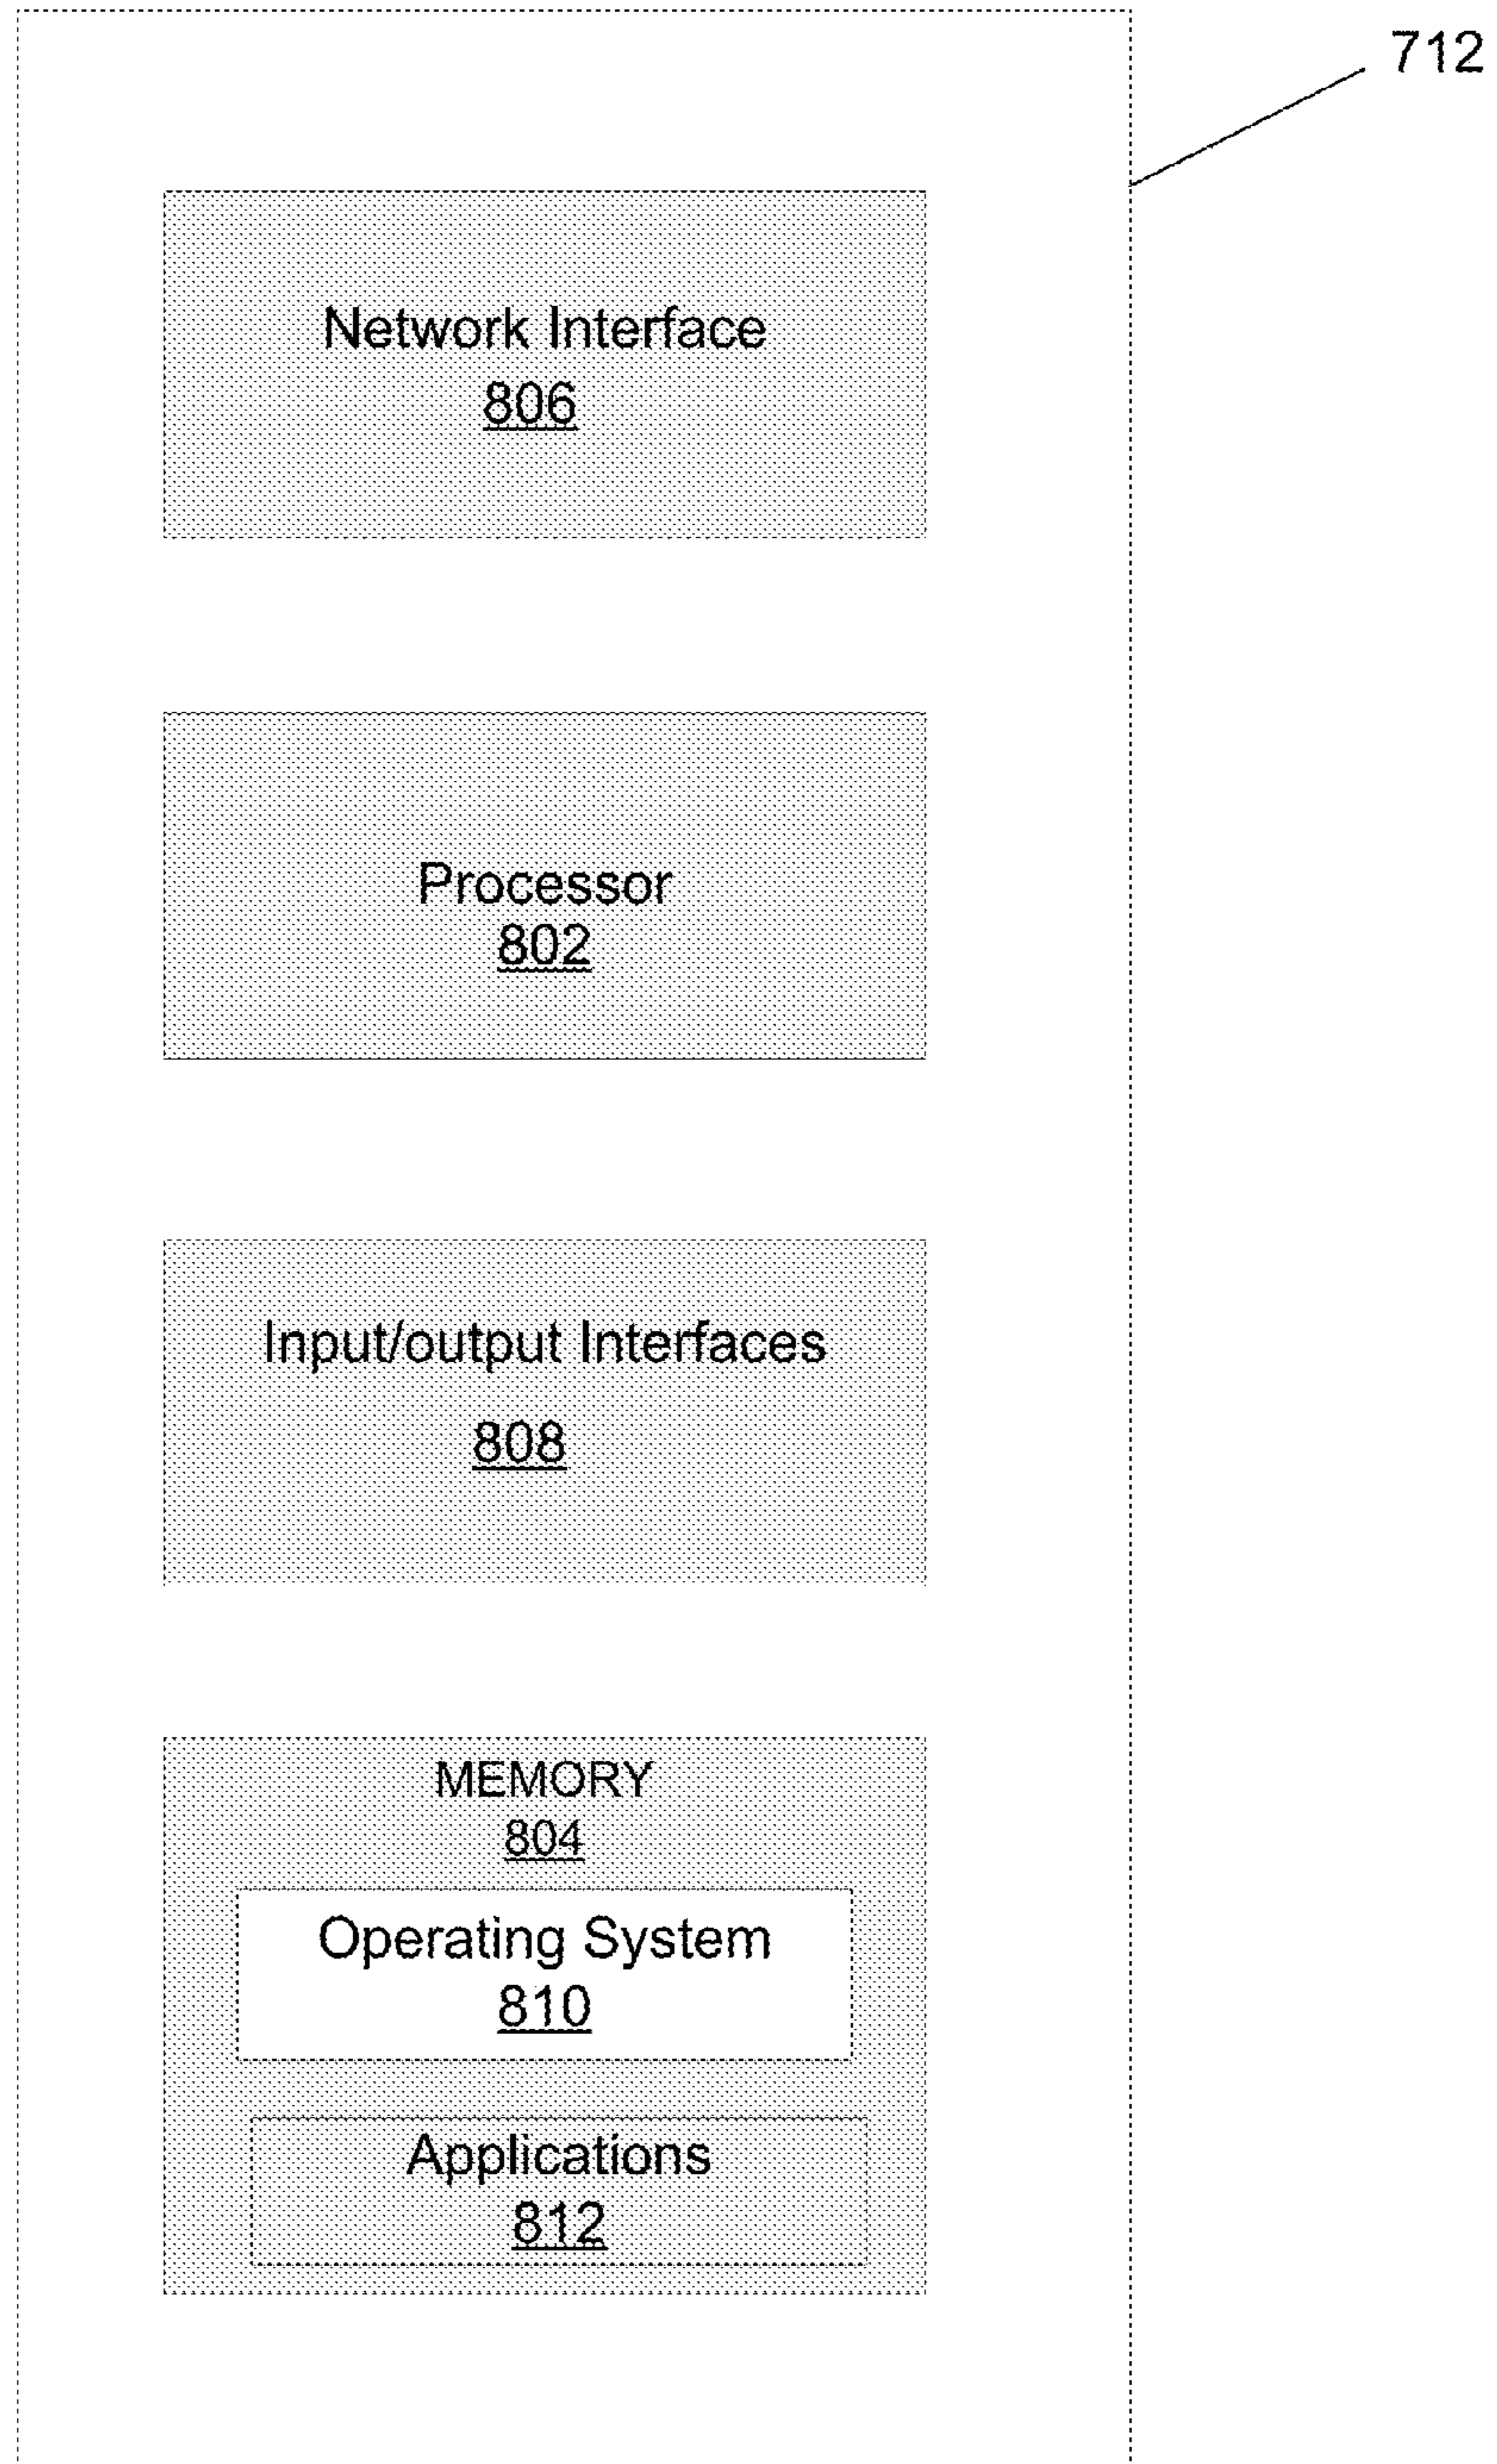 712
Network Interface
806
Processor
802
Input/output Interfaces
808
MEMORY
804
Operating System
810
Applications
812